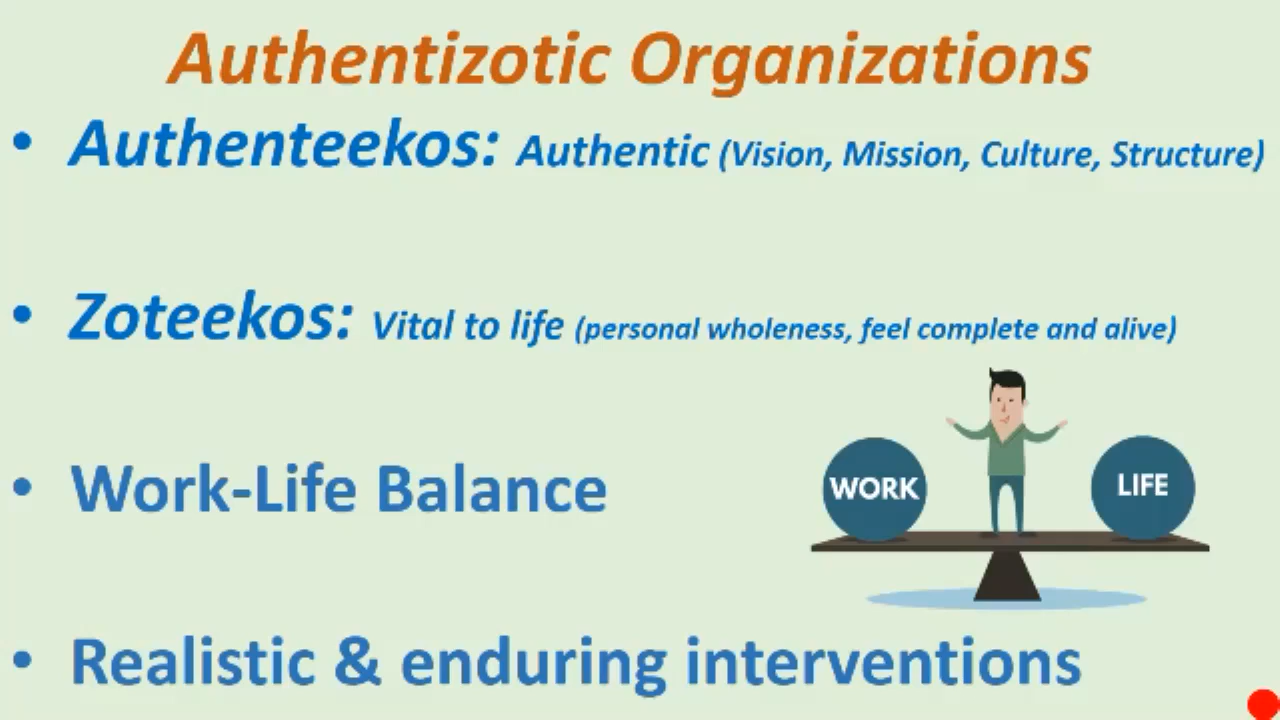 Authentizotic Organizations
• Authenteekos: Authentic (Vision, Mission, Culture, Structure)
• Zoteekos: Vital to life (personal wholeness, feel complete and alive)
• Work-Life Balance
WORK
LIFE
• Realistic & enduring interventions